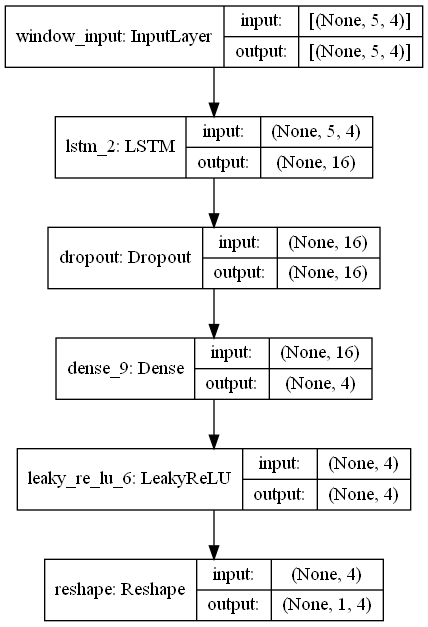 window_input: InputLayer
input: [(None, 5, 4)]
output: [(None, 5, 4)]
lstm_2: LSTM
input: (None, 5, 4)
output: (None, 16)
dropout: Dropout
input: (None, 16)
output: (None, 16)
dense_9: Dense
input: (None, 16)
output: (None, 4)
leaky_re_lu_6: LeakyReLU
input: (None, 4)
output: (None, 4)
reshape: Reshape
input: (None, 4)
output: (None, 1, 4)